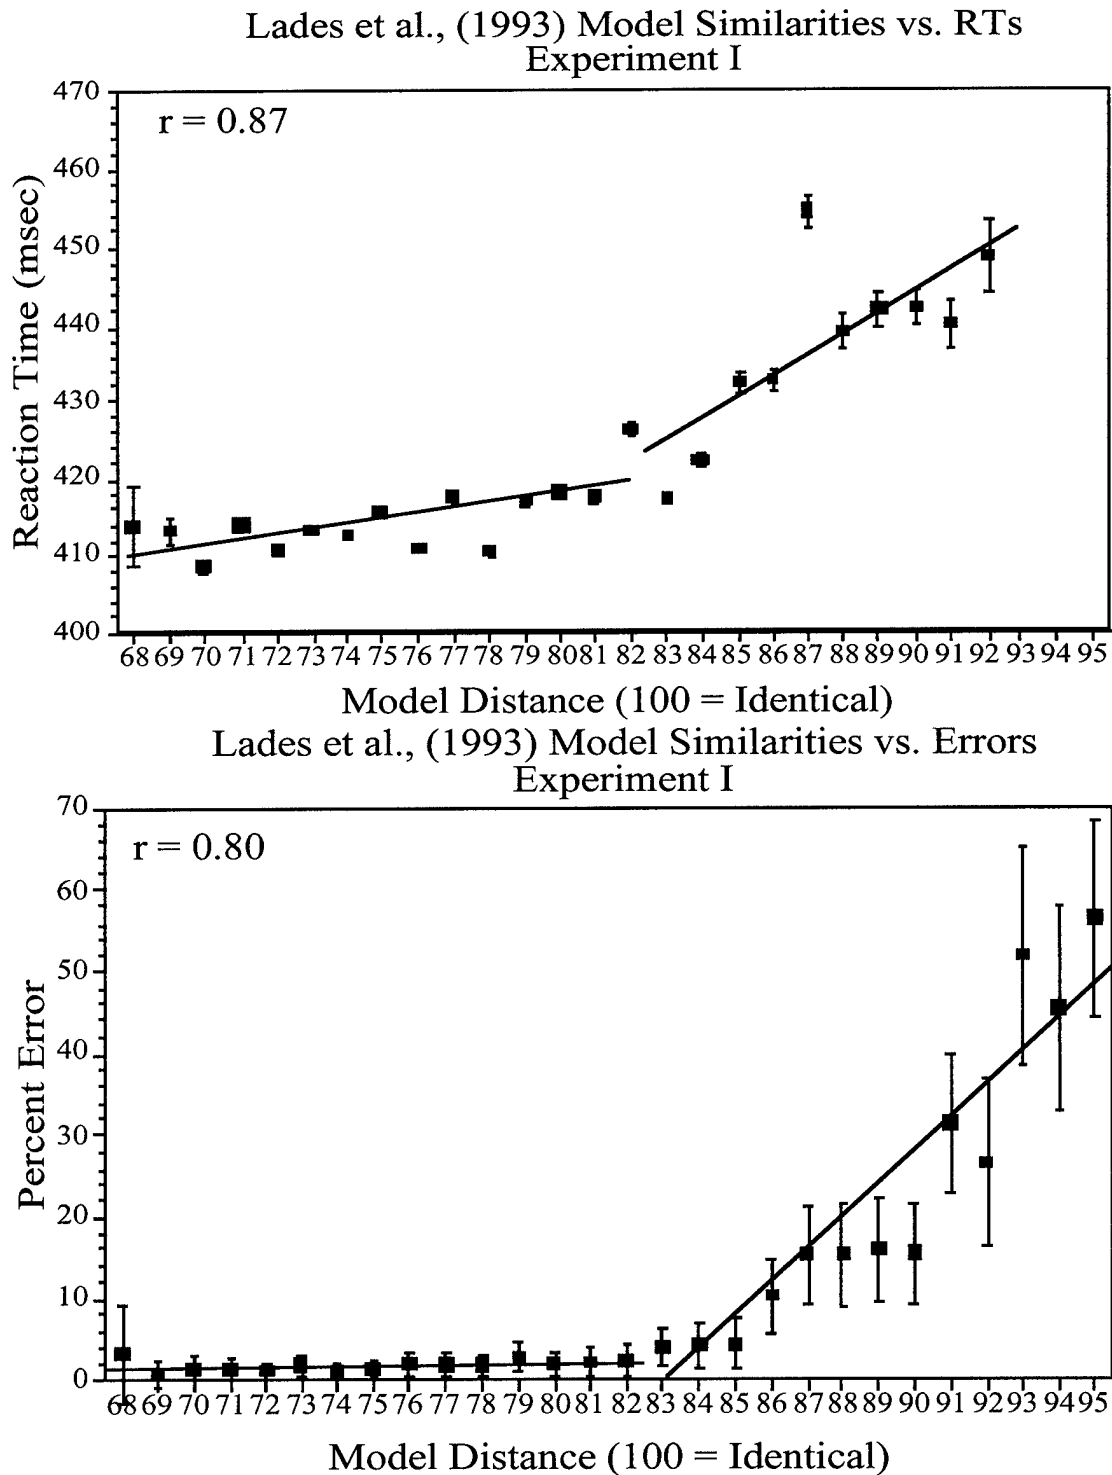 Lades et al., (1993) Model Similarities vs. RTs
Experiment I
r = 0.87
Reaction Time (msec)
470
460
450
440
430
420
410
400
68 69 70 71 72 73 74 75 76 77 78 79 80 81 82 83 84 85 86 87 88 89 90 91 92 93 94 95
Model Distance (100 = Identical)
Lades et al., (1993) Model Similarities vs. Errors
Experiment I
r = 0.80
Percent Error
70
60
50
40
30
20
10
0
68 69 70 71 72 73 74 75 76 77 78 79 80 81 82 83 84 85 86 87 88 89 90 91 92 93 94 95
Model Distance (100 = Identical)